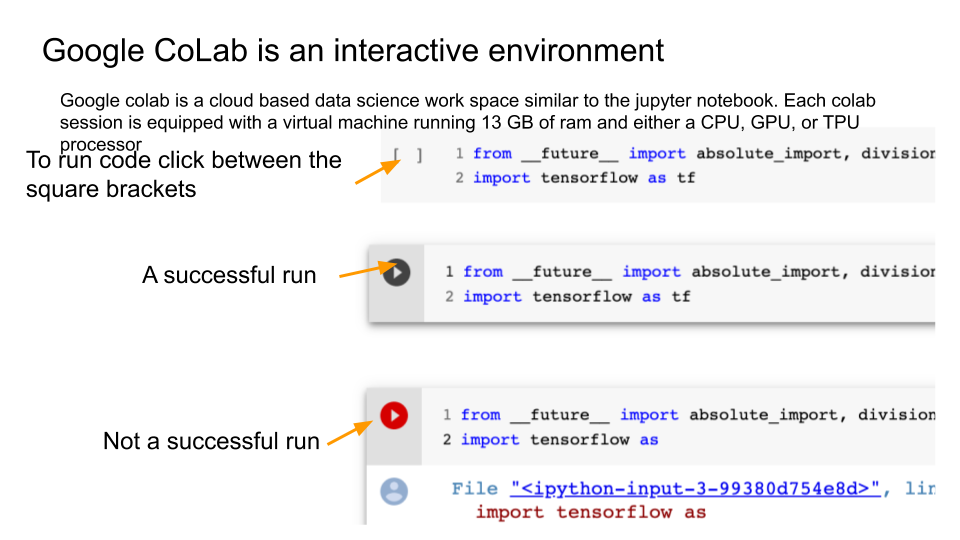 Google CoLab is an interactive environment
Google colab is a cloud based data science work space similar to the jupyter notebook. Each colab
session is equipped with a virtual machine running 13 GB of ram and either a CPU, GPU, or TPU
processor
To run code click between the
square brackets
[ ] 1 from __future__ import absolute_import, division
2 import tensorflow as tf
A successful run
1 from __future__ import absolute_import, division
2 import tensorflow as tf
Not a successful run
1 from __future__ import absolute_import, division
2 import tensorflow as
File "<ipython-input-3-99380d754e8d>", lin
import tensorflow as